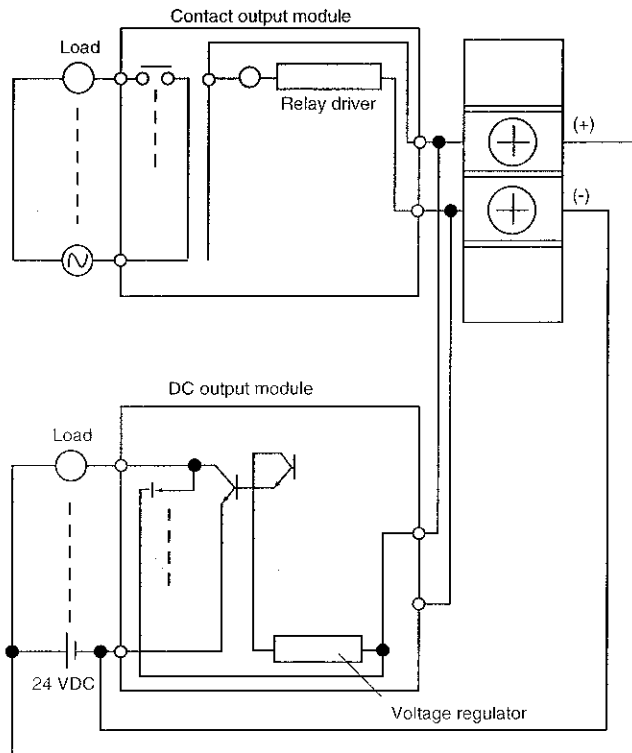 Contact output module
Load
Relay driver
(+)
(-)
DC output module
Load
24 VDC
Voltage regulator